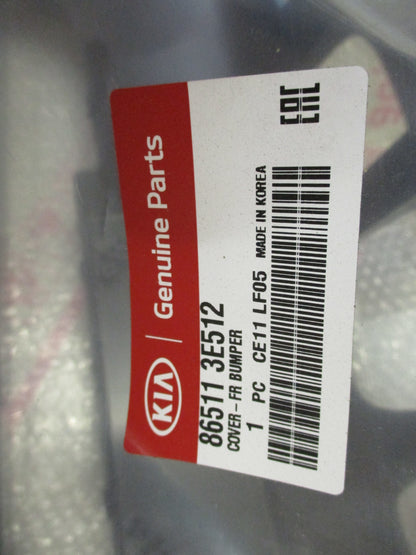 KIA | Genuine Parts
86511 3E512
COVER-FR BUMPER
1 PC CE11 LF05 MADE IN KOREA
EAC